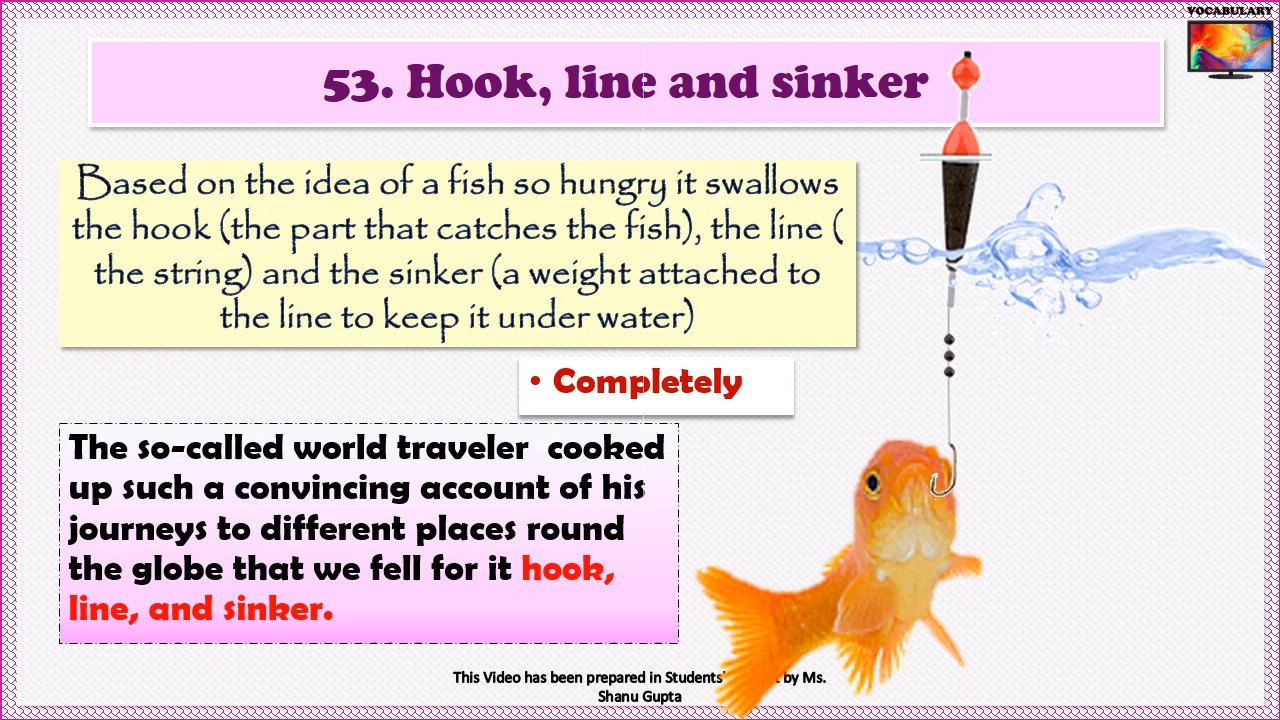 VOCABULARY
53. Hook, line and sinker
Based on the idea of a fish so hungry it swallows
the hook (the part that catches the fish), the line (
the string) and the sinker (a weight attached to
the line to keep it under water)
• Completely
The so-called world traveler cooked
up such a convincing account of his
journeys to different places round
the globe that we fell for it hook,
line, and sinker.
This Video has been prepared in Students' by Ms.
Shanu Gupta